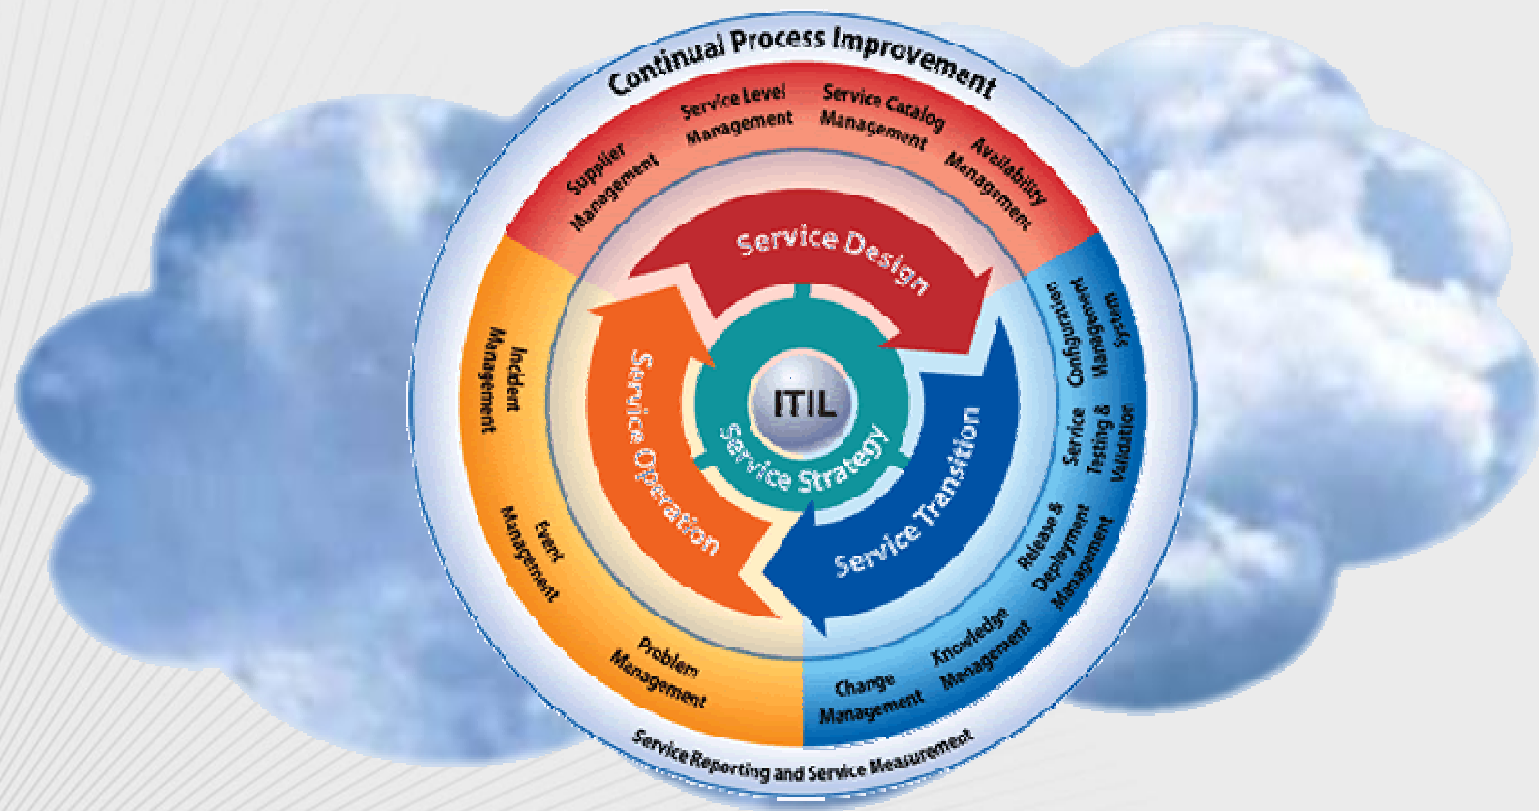 Continual Process Improvement
Supplier
Management
Service Level
Management
Service Catalog
Management
Availability
Management
Service Design
Configuration
Management
System
Service
Testing &
Validation
Release &
Deployment
Management
Knowledge
Management
Change
Management
Service Transition
Incident
Management
Event
Management
Problem
Management
Service Operation
ITIL
Service Strategy
Service Reporting and Service Measurement